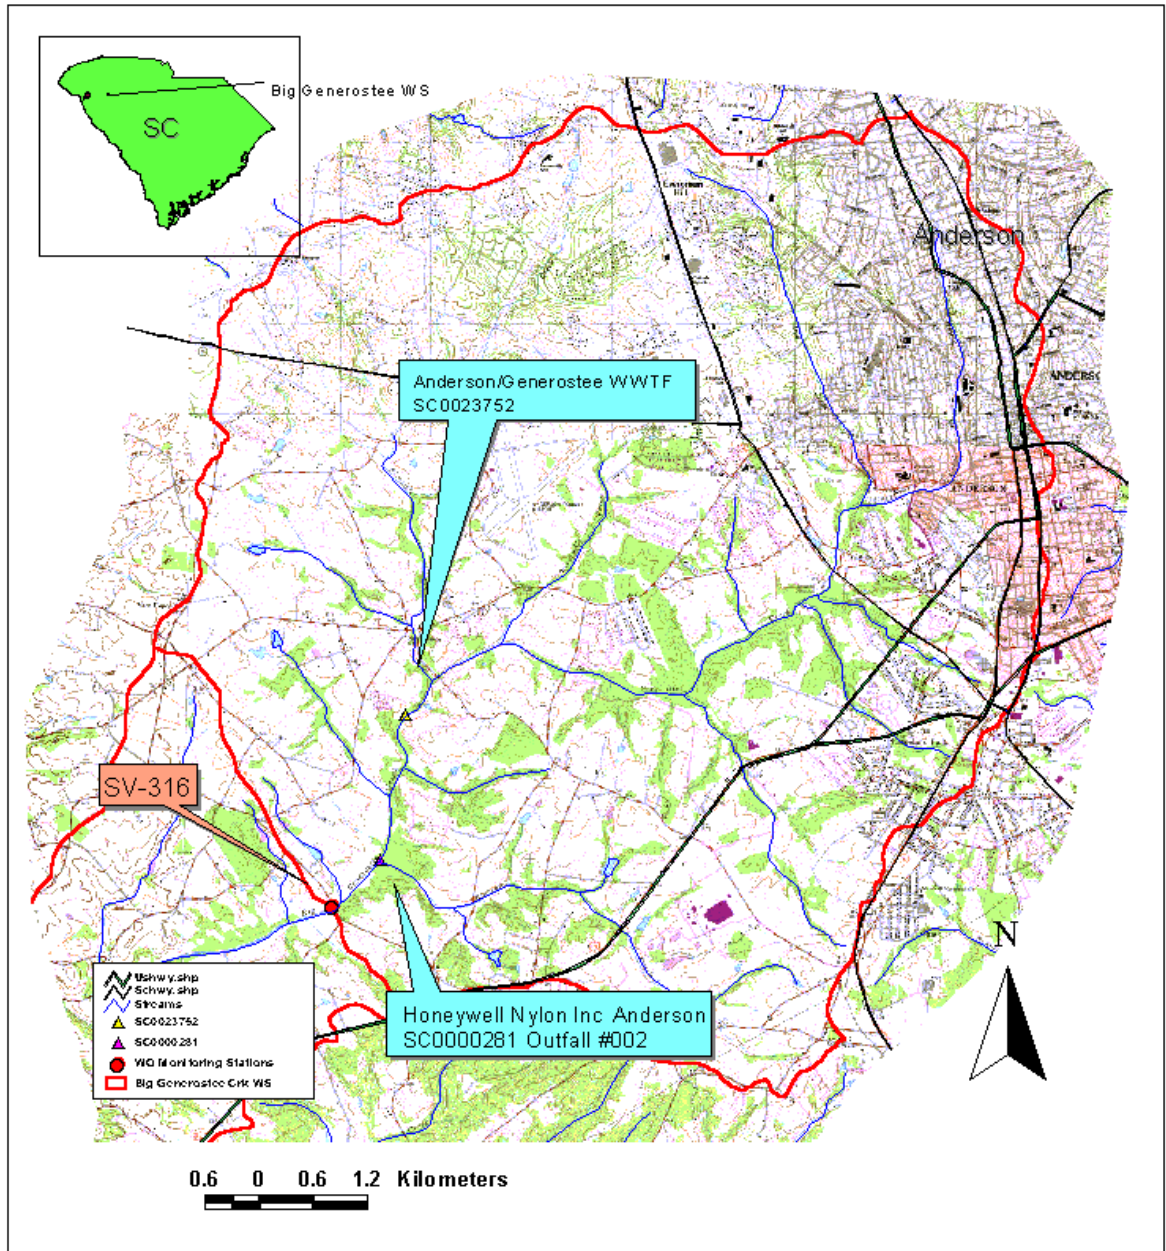 Big Generostee WS
SC
Anderson
ANDERSO
Anderson/Generostee WWTF
SC0023752
SV-316
N
Honeywell Nylon Inc Anderson
SC0000281 Outfall #002
Ushwy.shp
Schwy.shp
Streams
SC0023752
SC0000281
WQ Monitoring Stations
Big Generostee Crk WS
0.6 0 0.6 1.2 Kilometers